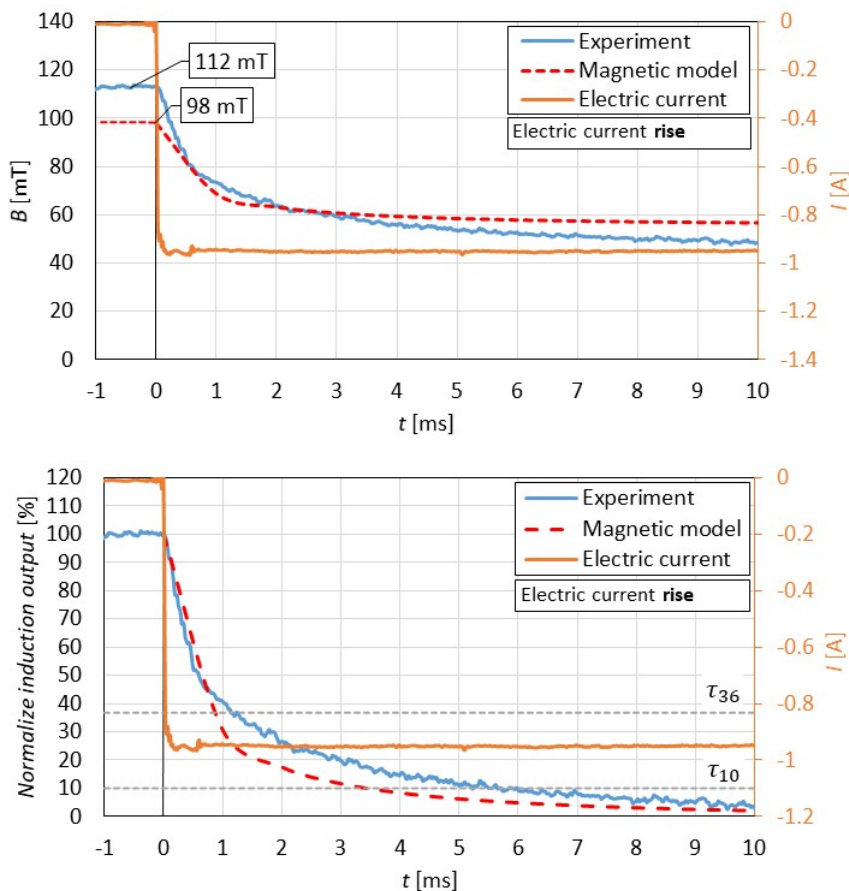 140
120
100
80
60
40
20
0
B [mT]
112 mT
98 mT
Experiment
Magnetic model
Electric current
Electric current rise
0
-0.2
-0.4
-0.6
-0.8
-1
-1.2
-1.4
I [A]
-1 0 1 2 3 4 5 6 7 8 9 10
t [ms]
120
110
100
90
80
70
60
50
40
30
20
10
0
Normalize induction output [%]
Experiment
Magnetic model
Electric current
Electric current rise
τ36
τ10
0
-0.2
-0.4
-0.6
-0.8
-1
-1.2
I [A]
-1 0 1 2 3 4 5 6 7 8 9 10
t [ms]